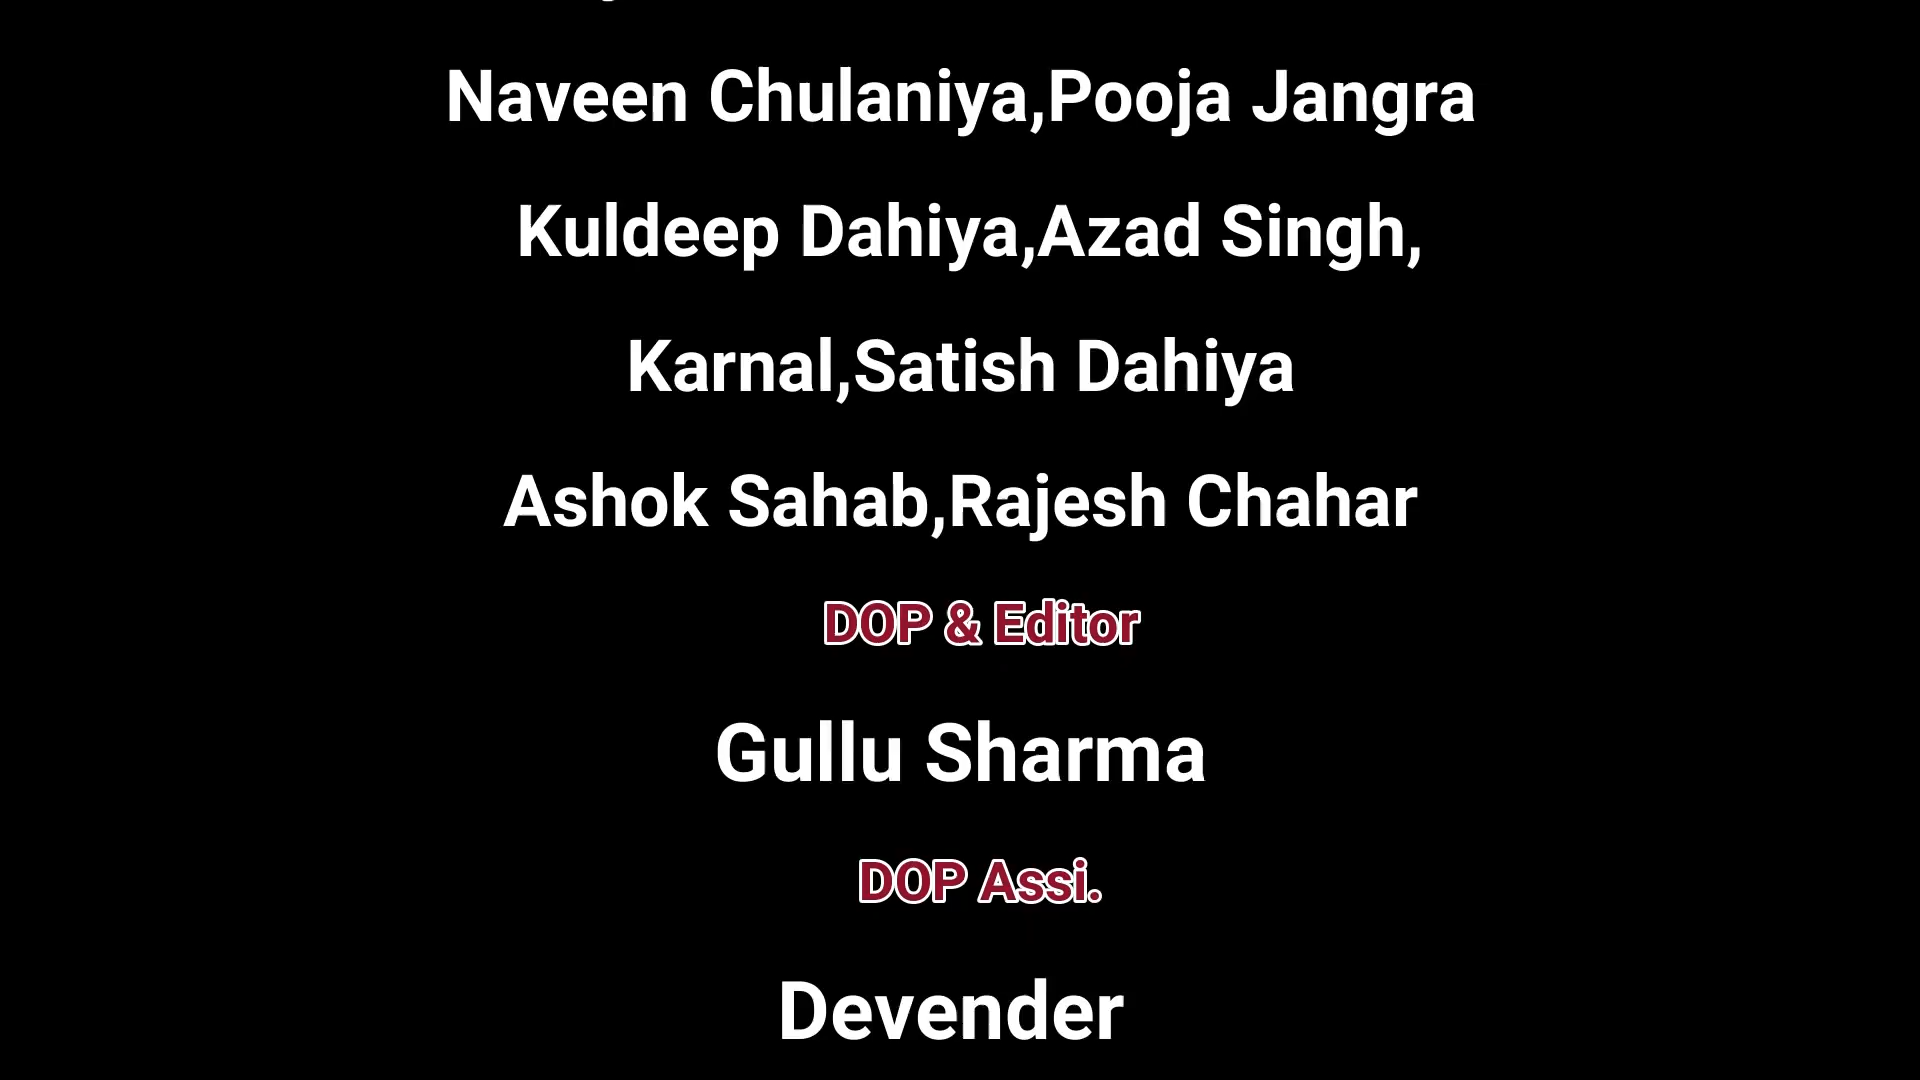 Naveen Chulaniya,Pooja Jangra
Kuldeep Dahiya,Azad Singh,
Karnal,Satish Dahiya
Ashok Sahab,Rajesh Chahar
DOP & Editor
Gullu Sharma
DOP Assi.
Devender